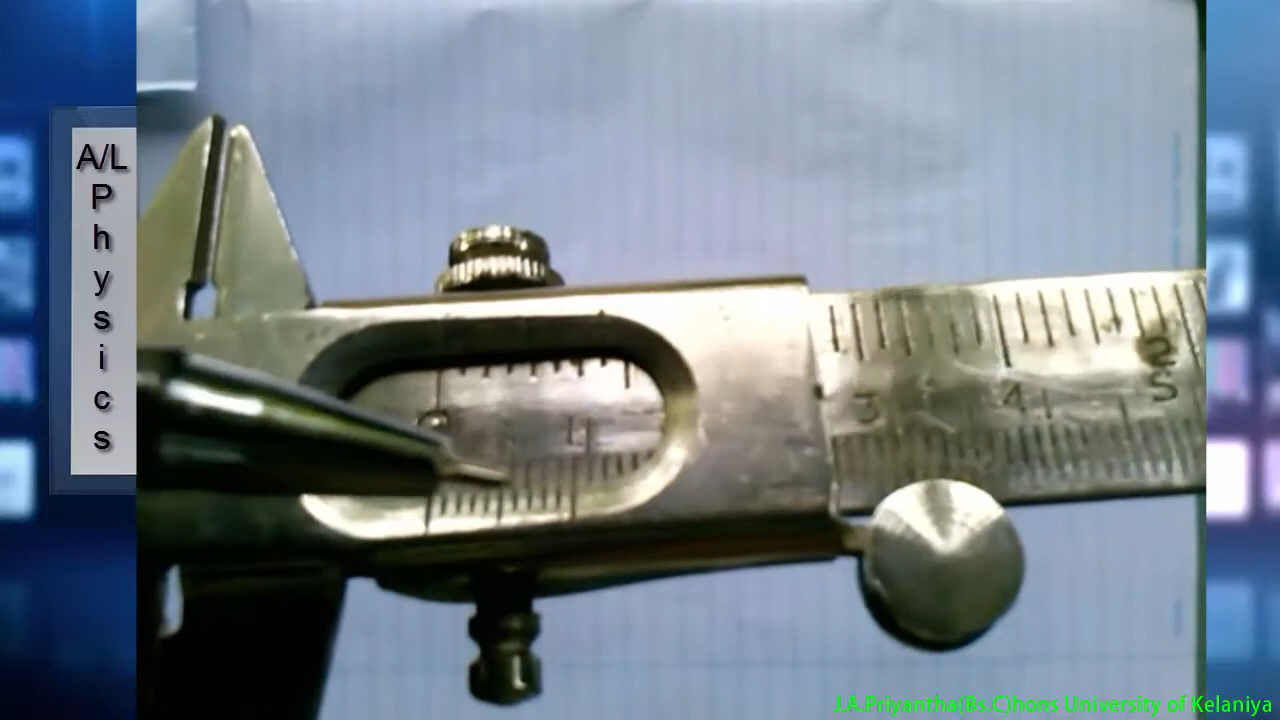 A/L
P
h
y
s
i
c
s
0
1
2
3
4
5
J.A.Priyantha(Bs.C)hons University of Kelaniya